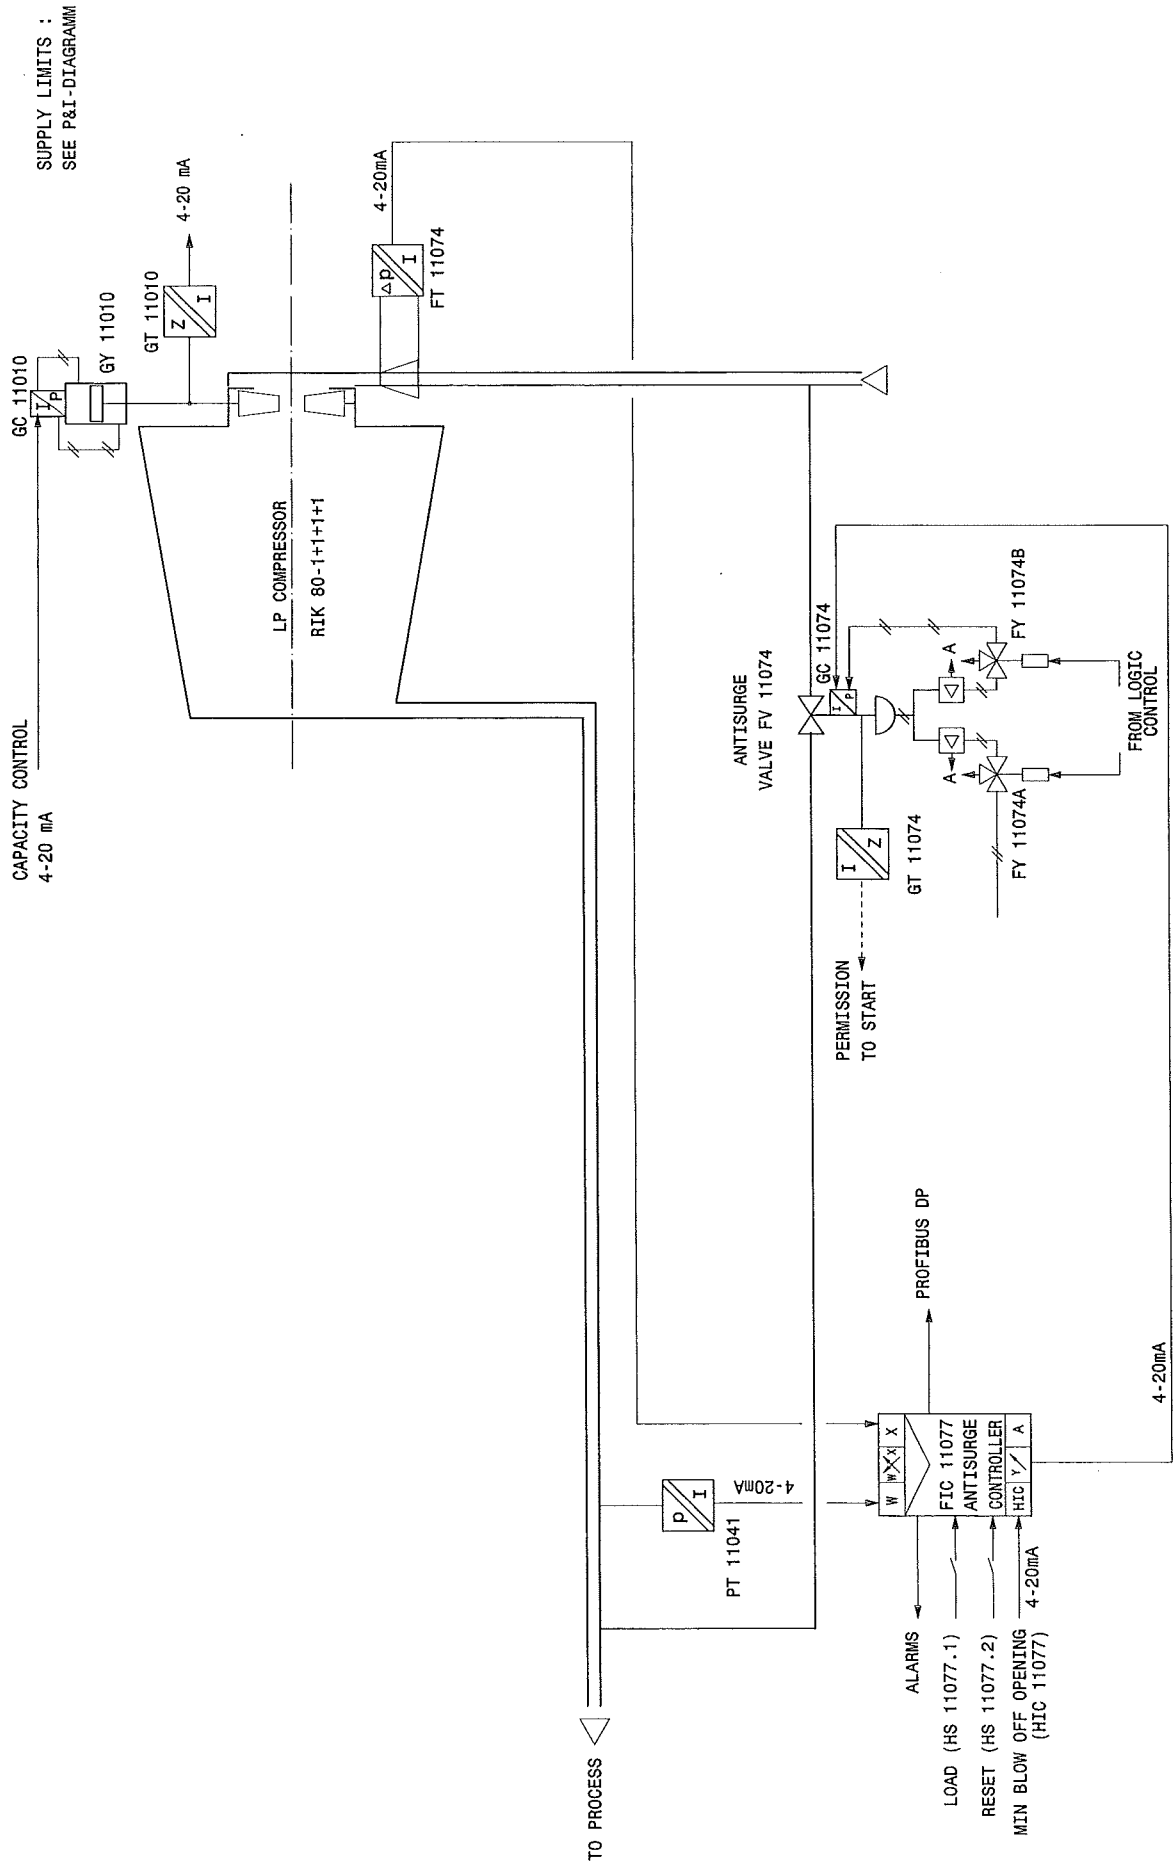 SUPPLY LIMITS :
SEE P&I-DIAGRAMM
CAPACITY CONTROL
4-20 mA
GC 11010
I
P
GY 11010
GT 11010
Z
I
4-20 mA
LP COMPRESSOR
RIK 80-1+1+1+1
Δp
I
FT 11074
4-20mA
ANTISURGE
VALVE FV 11074
GC 11074
I
P
I
Z
GT 11074
PERMISSION
TO START
A
A
FY 11074A
FY 11074B
FROM LOGIC
CONTROL
TO PROCESS
p
I
PT 11041
4-20mA
W
W
X
X
FIC 11077
ANTISURGE
CONTROLLER
HIC
Y
A
PROFIBUS DP
4-20mA
ALARMS
LOAD (HS 11077.1)
RESET (HS 11077.2)
MIN BLOW OFF OPENING
(HIC 11077)
4-20mA